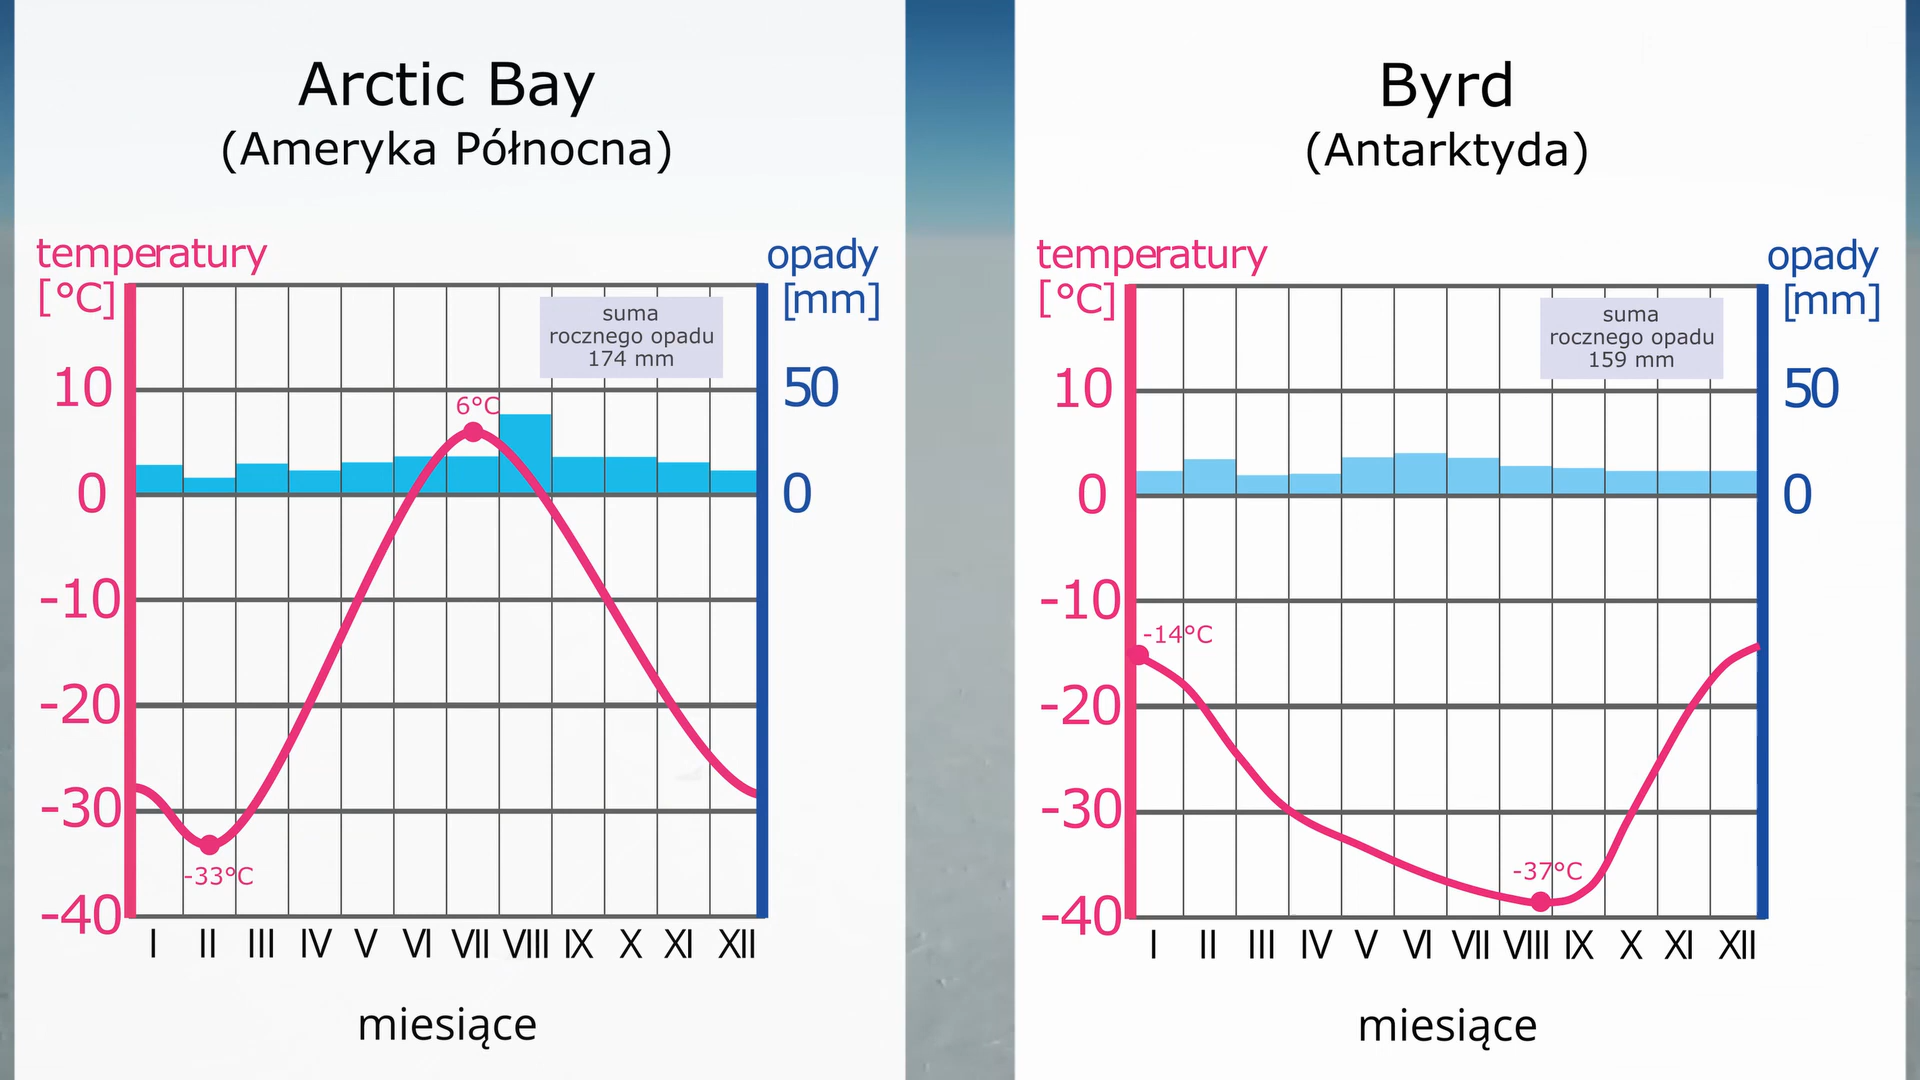 Arctic Bay
(Ameryka Północna)
temperatury
[°C]
opady
[mm]
suma
rocznego opadu
174 mm
10
50
6°C
0
0
-10
-20
-30
-33°C
-40
I II III IV V VI VII VIII IX X XI XII
miesiące
Byrd
(Antarktyda)
temperatury
[°C]
opady
[mm]
suma
rocznego opadu
159 mm
10
50
0
0
-10
-14°C
-20
-30
-37°C
-40
I II III IV V VI VII VIII IX X XI XII
miesiące